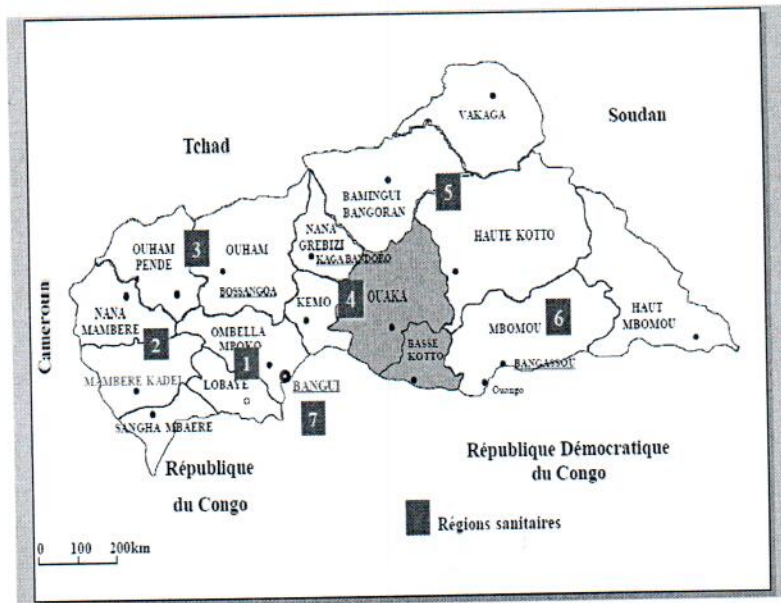 VAKAGA
Soudan
Tchad
BAMINGUI
BANGORAN
5
HAUTE KOTTO
NANA
GREBIZI
KAGA BANDORO
OUHAM
PENDE
3
OUHAM
BOSSANGOA
KEMO
4
OUAKA
NANA
MAMBERE
Cameroun
2
OMBELLA
MPOKO
1
LOBAYE
BASSE
KOTTO
MBOMOU
6
HAUT
MBOMOU
BANGASSOU
Ouango
BANGUI
7
MAMBERE KADEI
SANGHA MBAERE
République
du Congo
République Démocratique
du Congo
Régions sanitaires
0 100 200km